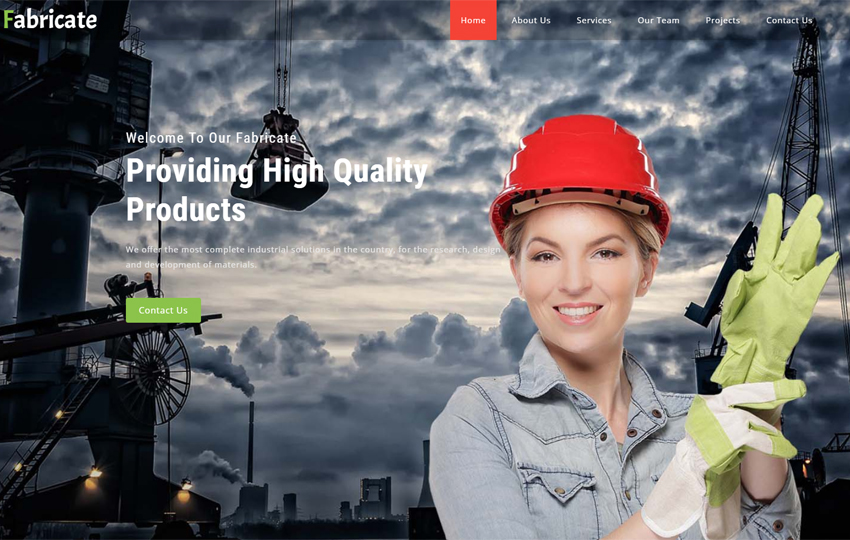 Fabricate
Home About Us Services Our Team Projects Contact Us
Welcome To Our Fabricate
Providing High Quality
Products
We offer the most complete industrial solutions in the country, for the research, design
and development of materials.
Contact Us